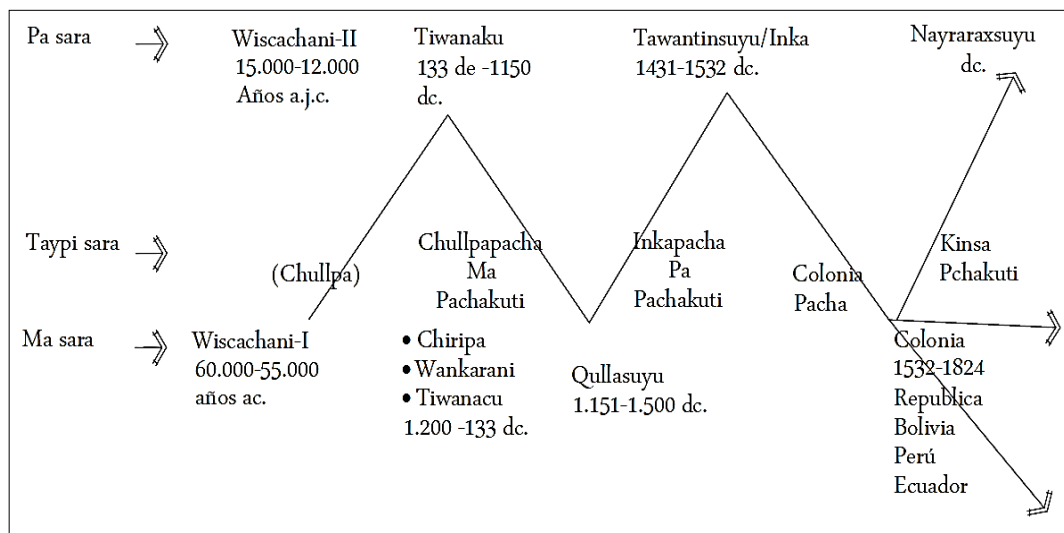 Pa sara
Wiscachani-II
15.000-12.000
Años a.j.c.
Tiwanaku
133 de -1150
dc.
Tawantinsuyu/Inka
1431-1532 dc.
Nayraraxsuyu
dc.
Taypi sara
(Chullpa)
Chullpapacha
Ma
Pachakuti
Inkapacha
Pa
Pachakuti
Colonia
Pacha
Kinsa
Pchakuti
Ma sara
Wiscachani-I
60.000-55.000
años ac.
• Chiripa
• Wankarani
• Tiwanacu
1.200 -133 dc.
Qullasuyu
1.151-1.500 dc.
Colonia
1532-1824
Republica
Bolivia
Perú
Ecuador